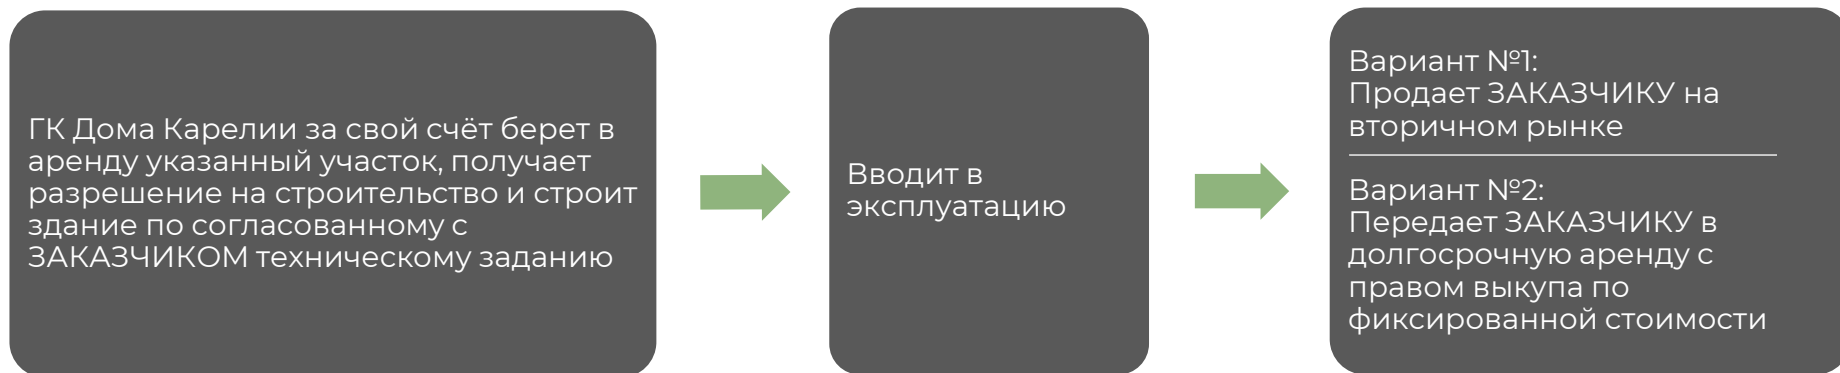 ГК Дома Карелии за свой счёт берет в
аренду указанный участок, получает
разрешение на строительство и строит
здание по согласованному с
ЗАКАЗЧИКОМ техническому заданию
Вводит в
эксплуатацию
Вариант №1:
Продает ЗАКАЗЧИКУ на
вторичном рынке
Вариант №2:
Передает ЗАКАЗЧИКУ в
долгосрочную аренду с
правом выкупа по
фиксированной стоимости